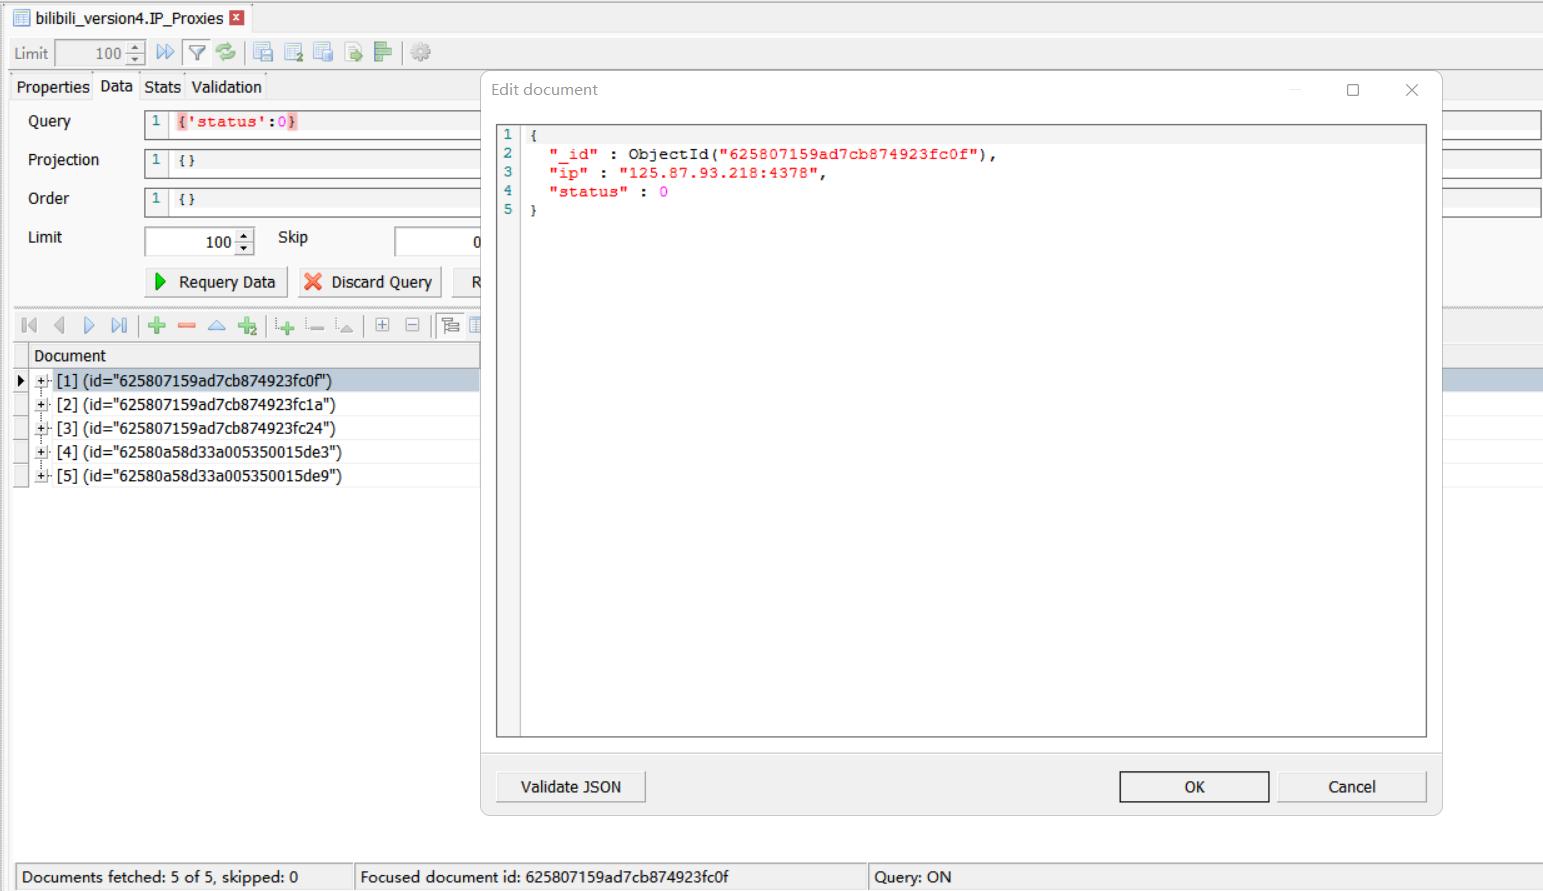 bilibili_version4.IP_Proxies
Limit 100
Properties Data Stats Validation
Query 1 {'status':0}
Projection 1 {}
Order 1 {}
Limit 100 Skip 0
Requery Data Discard Query R
Document
[1] (id="625807159ad7cb874923fc0f")
[2] (id="625807159ad7cb874923fc1a")
[3] (id="625807159ad7cb874923fc24")
[4] (id="62580a58d33a005350015de3")
[5] (id="62580a58d33a005350015de9")
Edit document
1 {
2 "_id" : ObjectId("625807159ad7cb874923fc0f"),
3 "ip" : "125.87.93.218:4378",
4 "status" : 0
5 }
Validate JSON OK Cancel
Documents fetched: 5 of 5, skipped: 0 Focused document id: 625807159ad7cb874923fc0f Query: ON